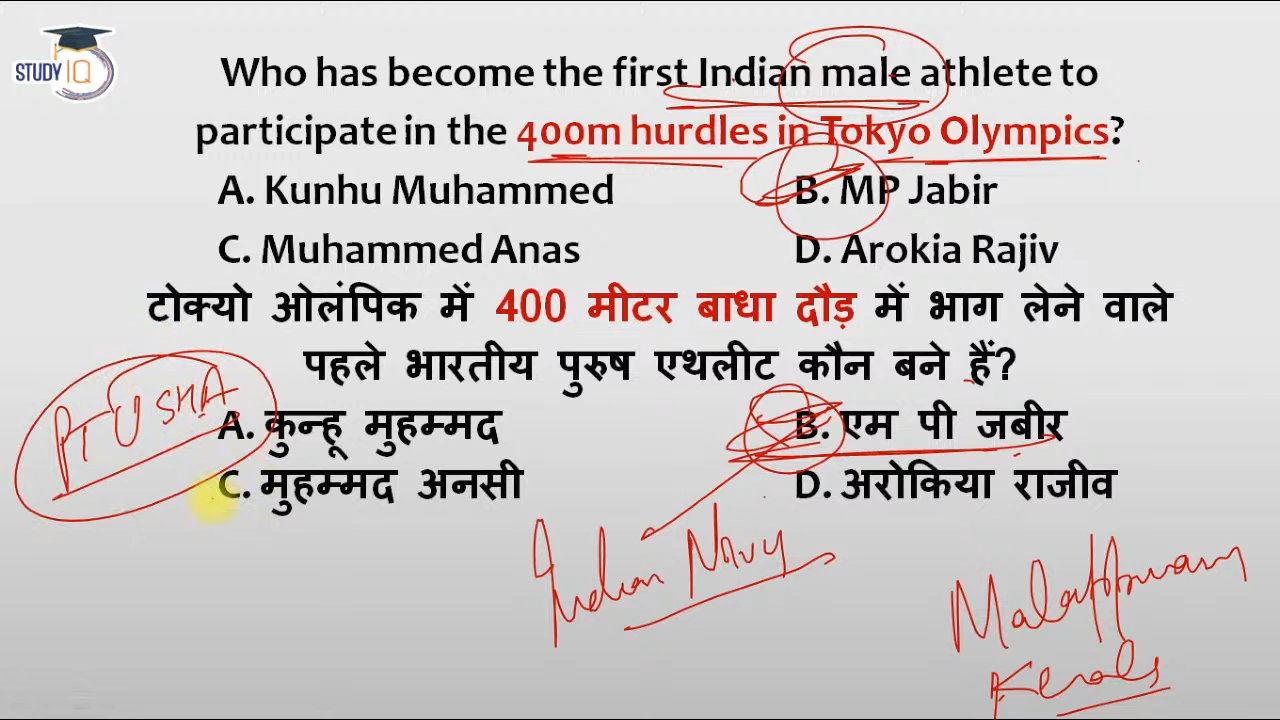 STUDY IQ
Who has become the first Indian male athlete to
participate in the 400m hurdles in Tokyo Olympics?
A. Kunhu Muhammed
B. MP Jabir
C. Muhammed Anas
D. Arokia Rajiv
टोक्यो ओलंपिक में 400 मीटर बाधा दौड़ में भाग लेने वाले
पहले भारतीय पुरुष एथलीट कौन बने हैं?
PT USHA
A. कुन्हू मुहम्मद
B. एम पी जबीर
C. मुहम्मद अनसी
D. अरोकिया राजीव
Indian Navy
Malappuram
Kerala